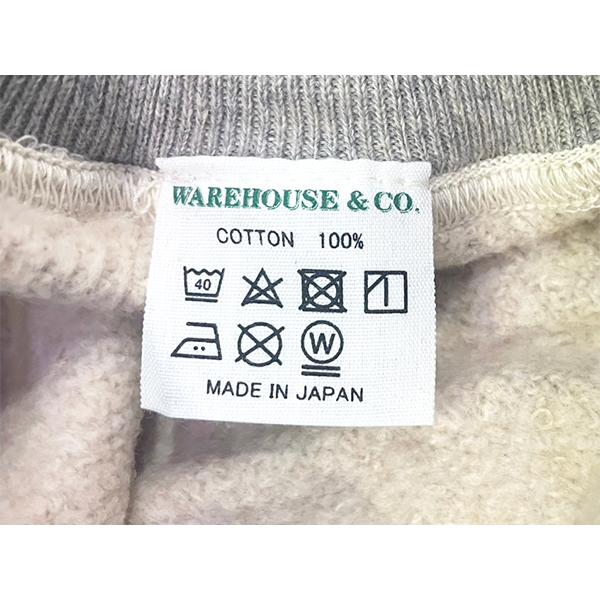 WAREHOUSE & CO.
COTTON 100%
40
W
MADE IN JAPAN